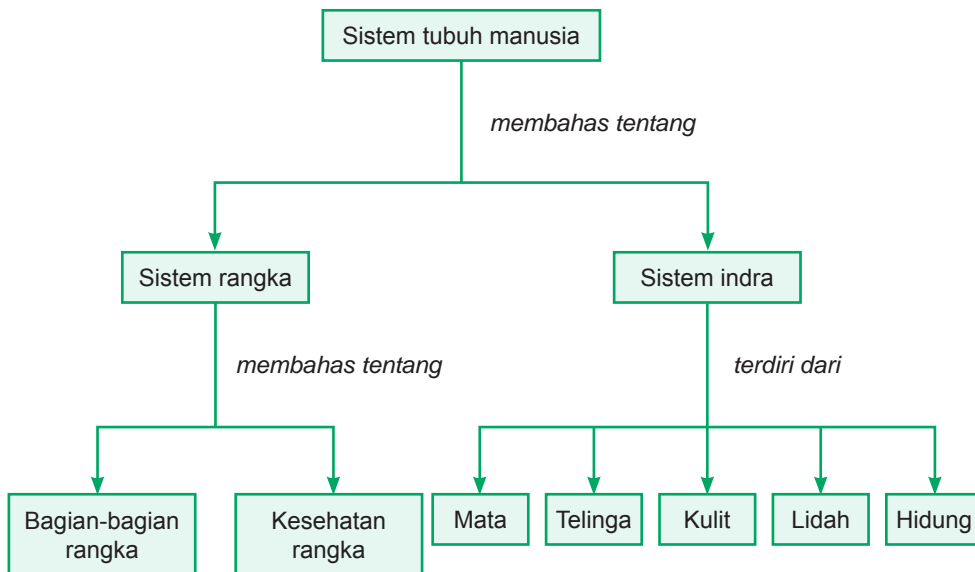 Sistem tubuh manusia
membahas tentang
Sistem rangka
Sistem indra
membahas tentang
terdiri dari
Bagian-bagian
rangka
Kesehatan
rangka
Mata
Telinga
Kulit
Lidah
Hidung